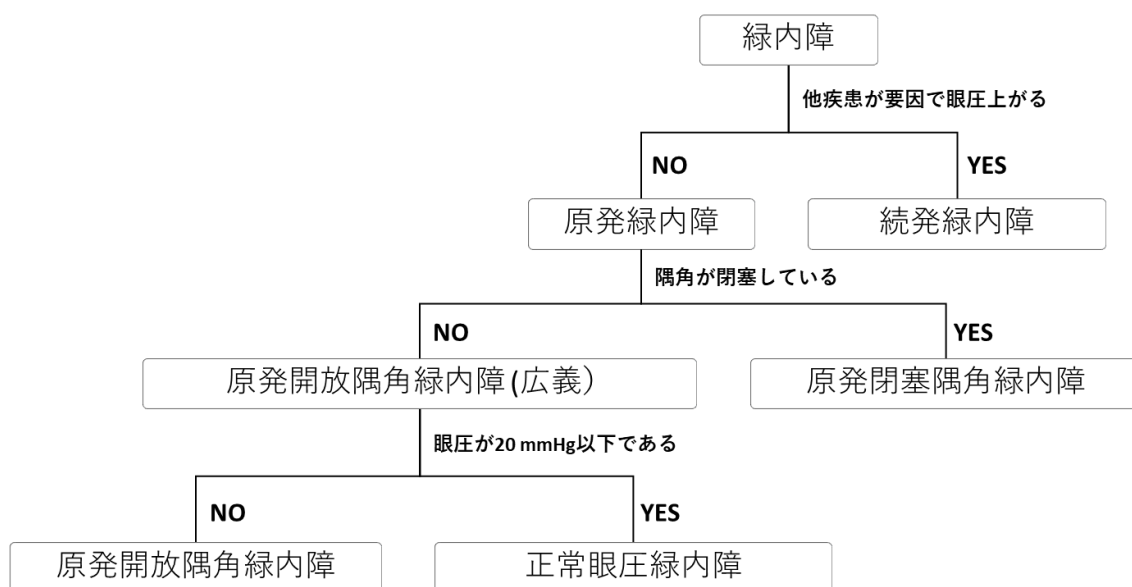 緑内障
他疾患が要因で眼圧上がる
NO
YES
原発緑内障
続発緑内障
隅角が閉塞している
NO
YES
原発開放隅角緑内障(広義）
原発閉塞隅角緑内障
眼圧が20 mmHg以下である
NO
YES
原発開放隅角緑内障
正常眼圧緑内障